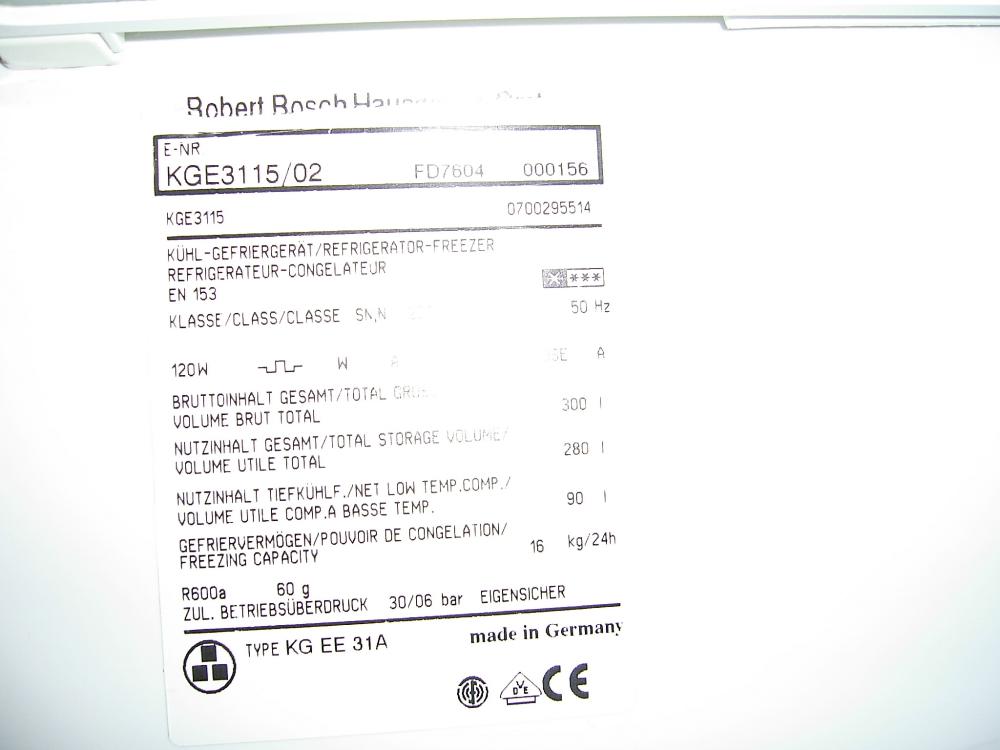 Robert Bosch
E-NR
KGE3115/02 FD7604 000156
KGE3115 0700295514
KÜHL-GEFRIERGERÄT/REFRIGERATOR-FREEZER
REFRIGERATEUR-CONGELATEUR
EN 153
KLASSE/CLASS/CLASSE SN,N 50 Hz
120W W A A
BRUTTOINHALT GESAMT/TOTAL
VOLUME BRUT TOTAL 300 l
NUTZINHALT GESAMT/TOTAL STORAGE VOLUME/
VOLUME UTILE TOTAL 280 l
NUTZINHALT TIEFKÜHLF./NET LOW TEMP.COMP./
VOLUME UTILE COMP.A BASSE TEMP. 90 l
GEFRIERVERMÖGEN/POUVOIR DE CONGELATION/
FREEZING CAPACITY 16 kg/24h
R600a 60 g
ZUL. BETRIEBSÜBERDRUCK 30/06 bar EIGENSICHER
TYPE KG EE 31A made in Germany
DVE CE